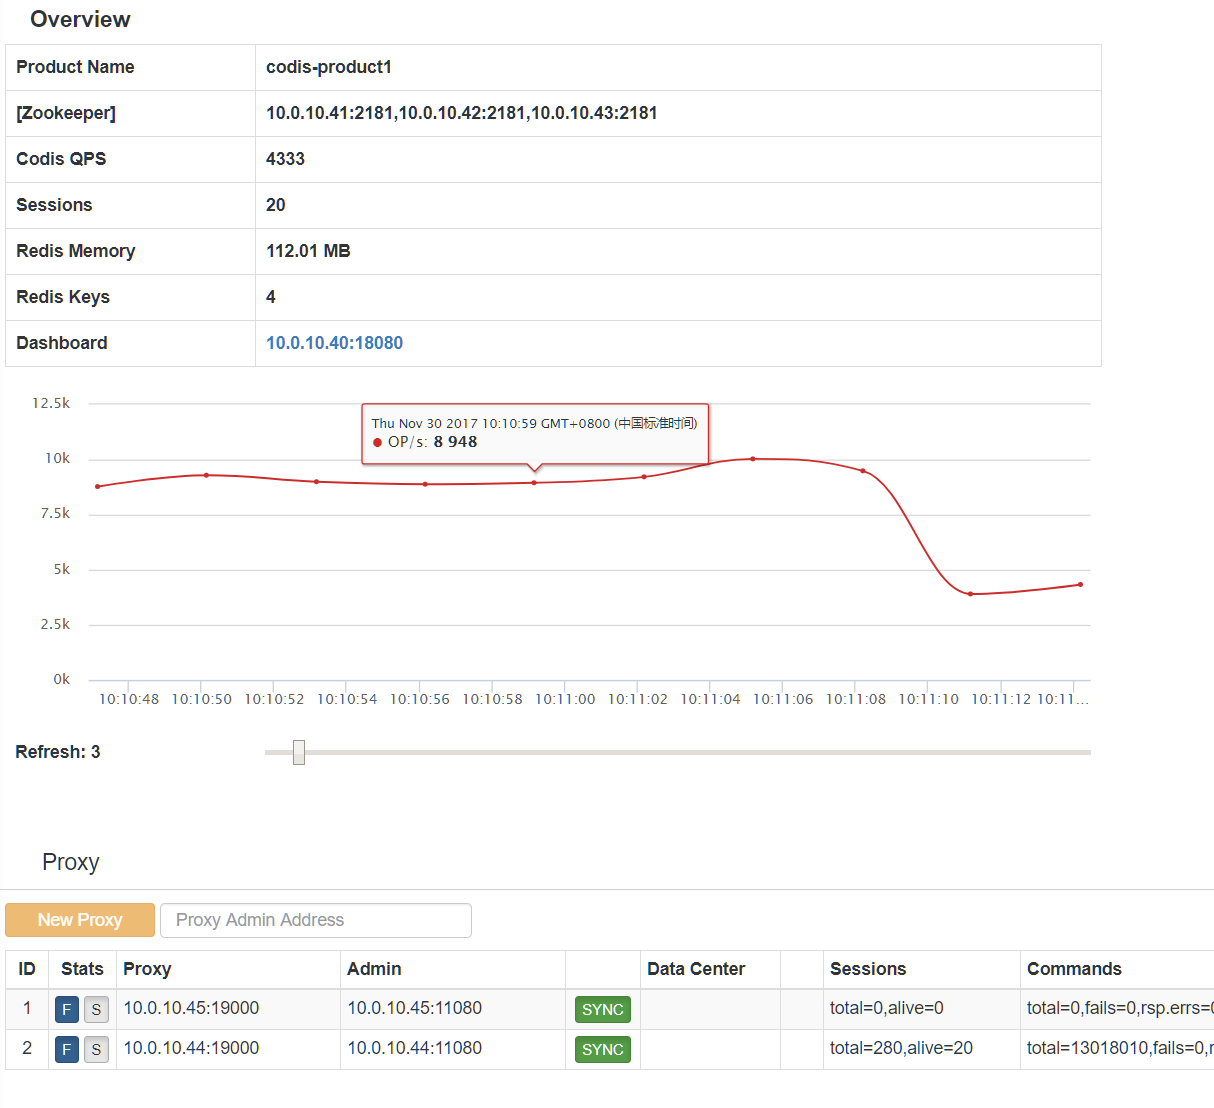 Overview
Product Name codis-product1
[Zookeeper] 10.0.10.41:2181,10.0.10.42:2181,10.0.10.43:2181
Codis QPS 4333
Sessions 20
Redis Memory 112.01 MB
Redis Keys 4
Dashboard 10.0.10.40:18080
12.5k
Thu Nov 30 2017 10:10:59 GMT+0800 (中国标准时间)
● OP/s: 8 948
10k
7.5k
5k
2.5k
0k
10:10:48 10:10:50 10:10:52 10:10:54 10:10:56 10:10:58 10:11:00 10:11:02 10:11:04 10:11:06 10:11:08 10:11:10 10:11:12 10:11...
Refresh: 3
Proxy
New Proxy Proxy Admin Address
ID Stats Proxy Admin Data Center Sessions Commands
1 F S 10.0.10.45:19000 10.0.10.45:11080 SYNC total=0,alive=0 total=0,fails=0,rsp.errs=
2 F S 10.0.10.44:19000 10.0.10.44:11080 SYNC total=280,alive=20 total=13018010,fails=0,